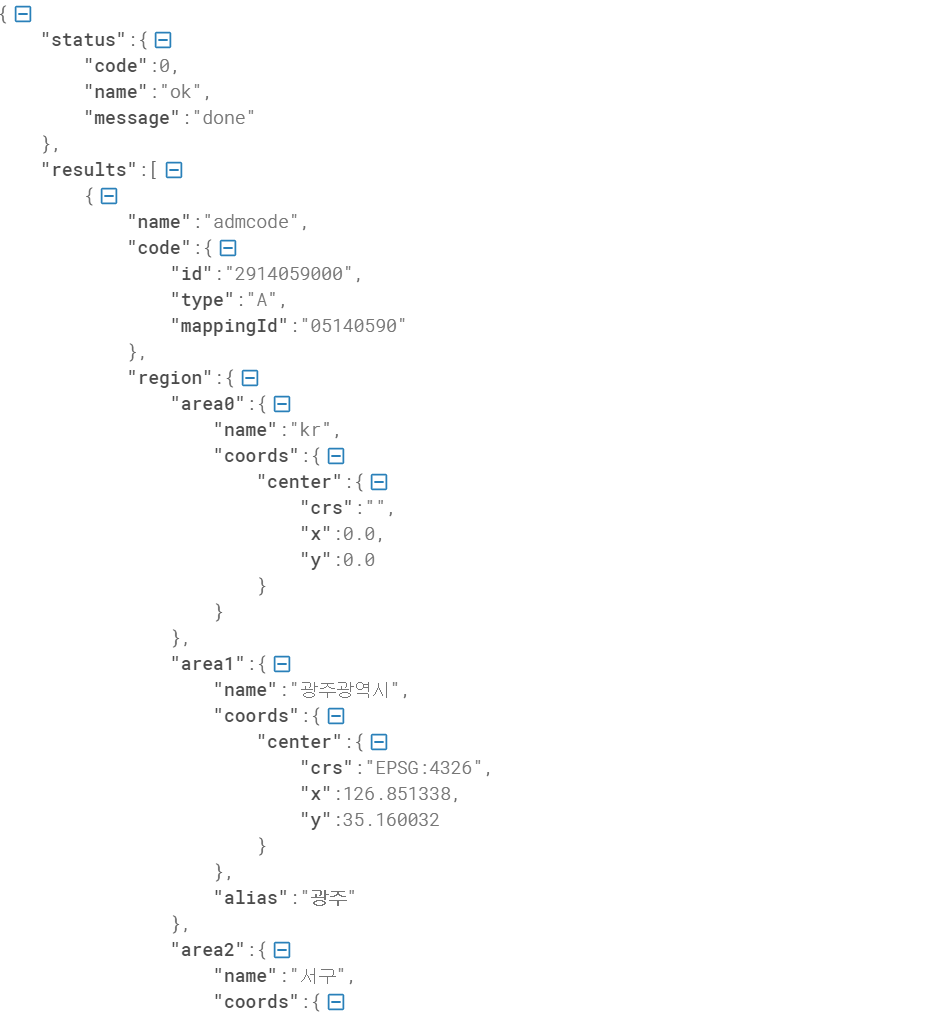 {
"status":{
"code":0,
"name":"ok",
"message":"done"
},
"results":[
{
"name":"admcode",
"code":{
"id":"2914059000",
"type":"A",
"mappingId":"05140590"
},
"region":{
"area0":{
"name":"kr",
"coords":{
"center":{
"crs":"",
"x":0.0,
"y":0.0
}
}
},
"area1":{
"name":"광주광역시",
"coords":{
"center":{
"crs":"EPSG:4326",
"x":126.851338,
"y":35.160032
}
},
"alias":"광주"
},
"area2":{
"name":"서구",
"coords":{